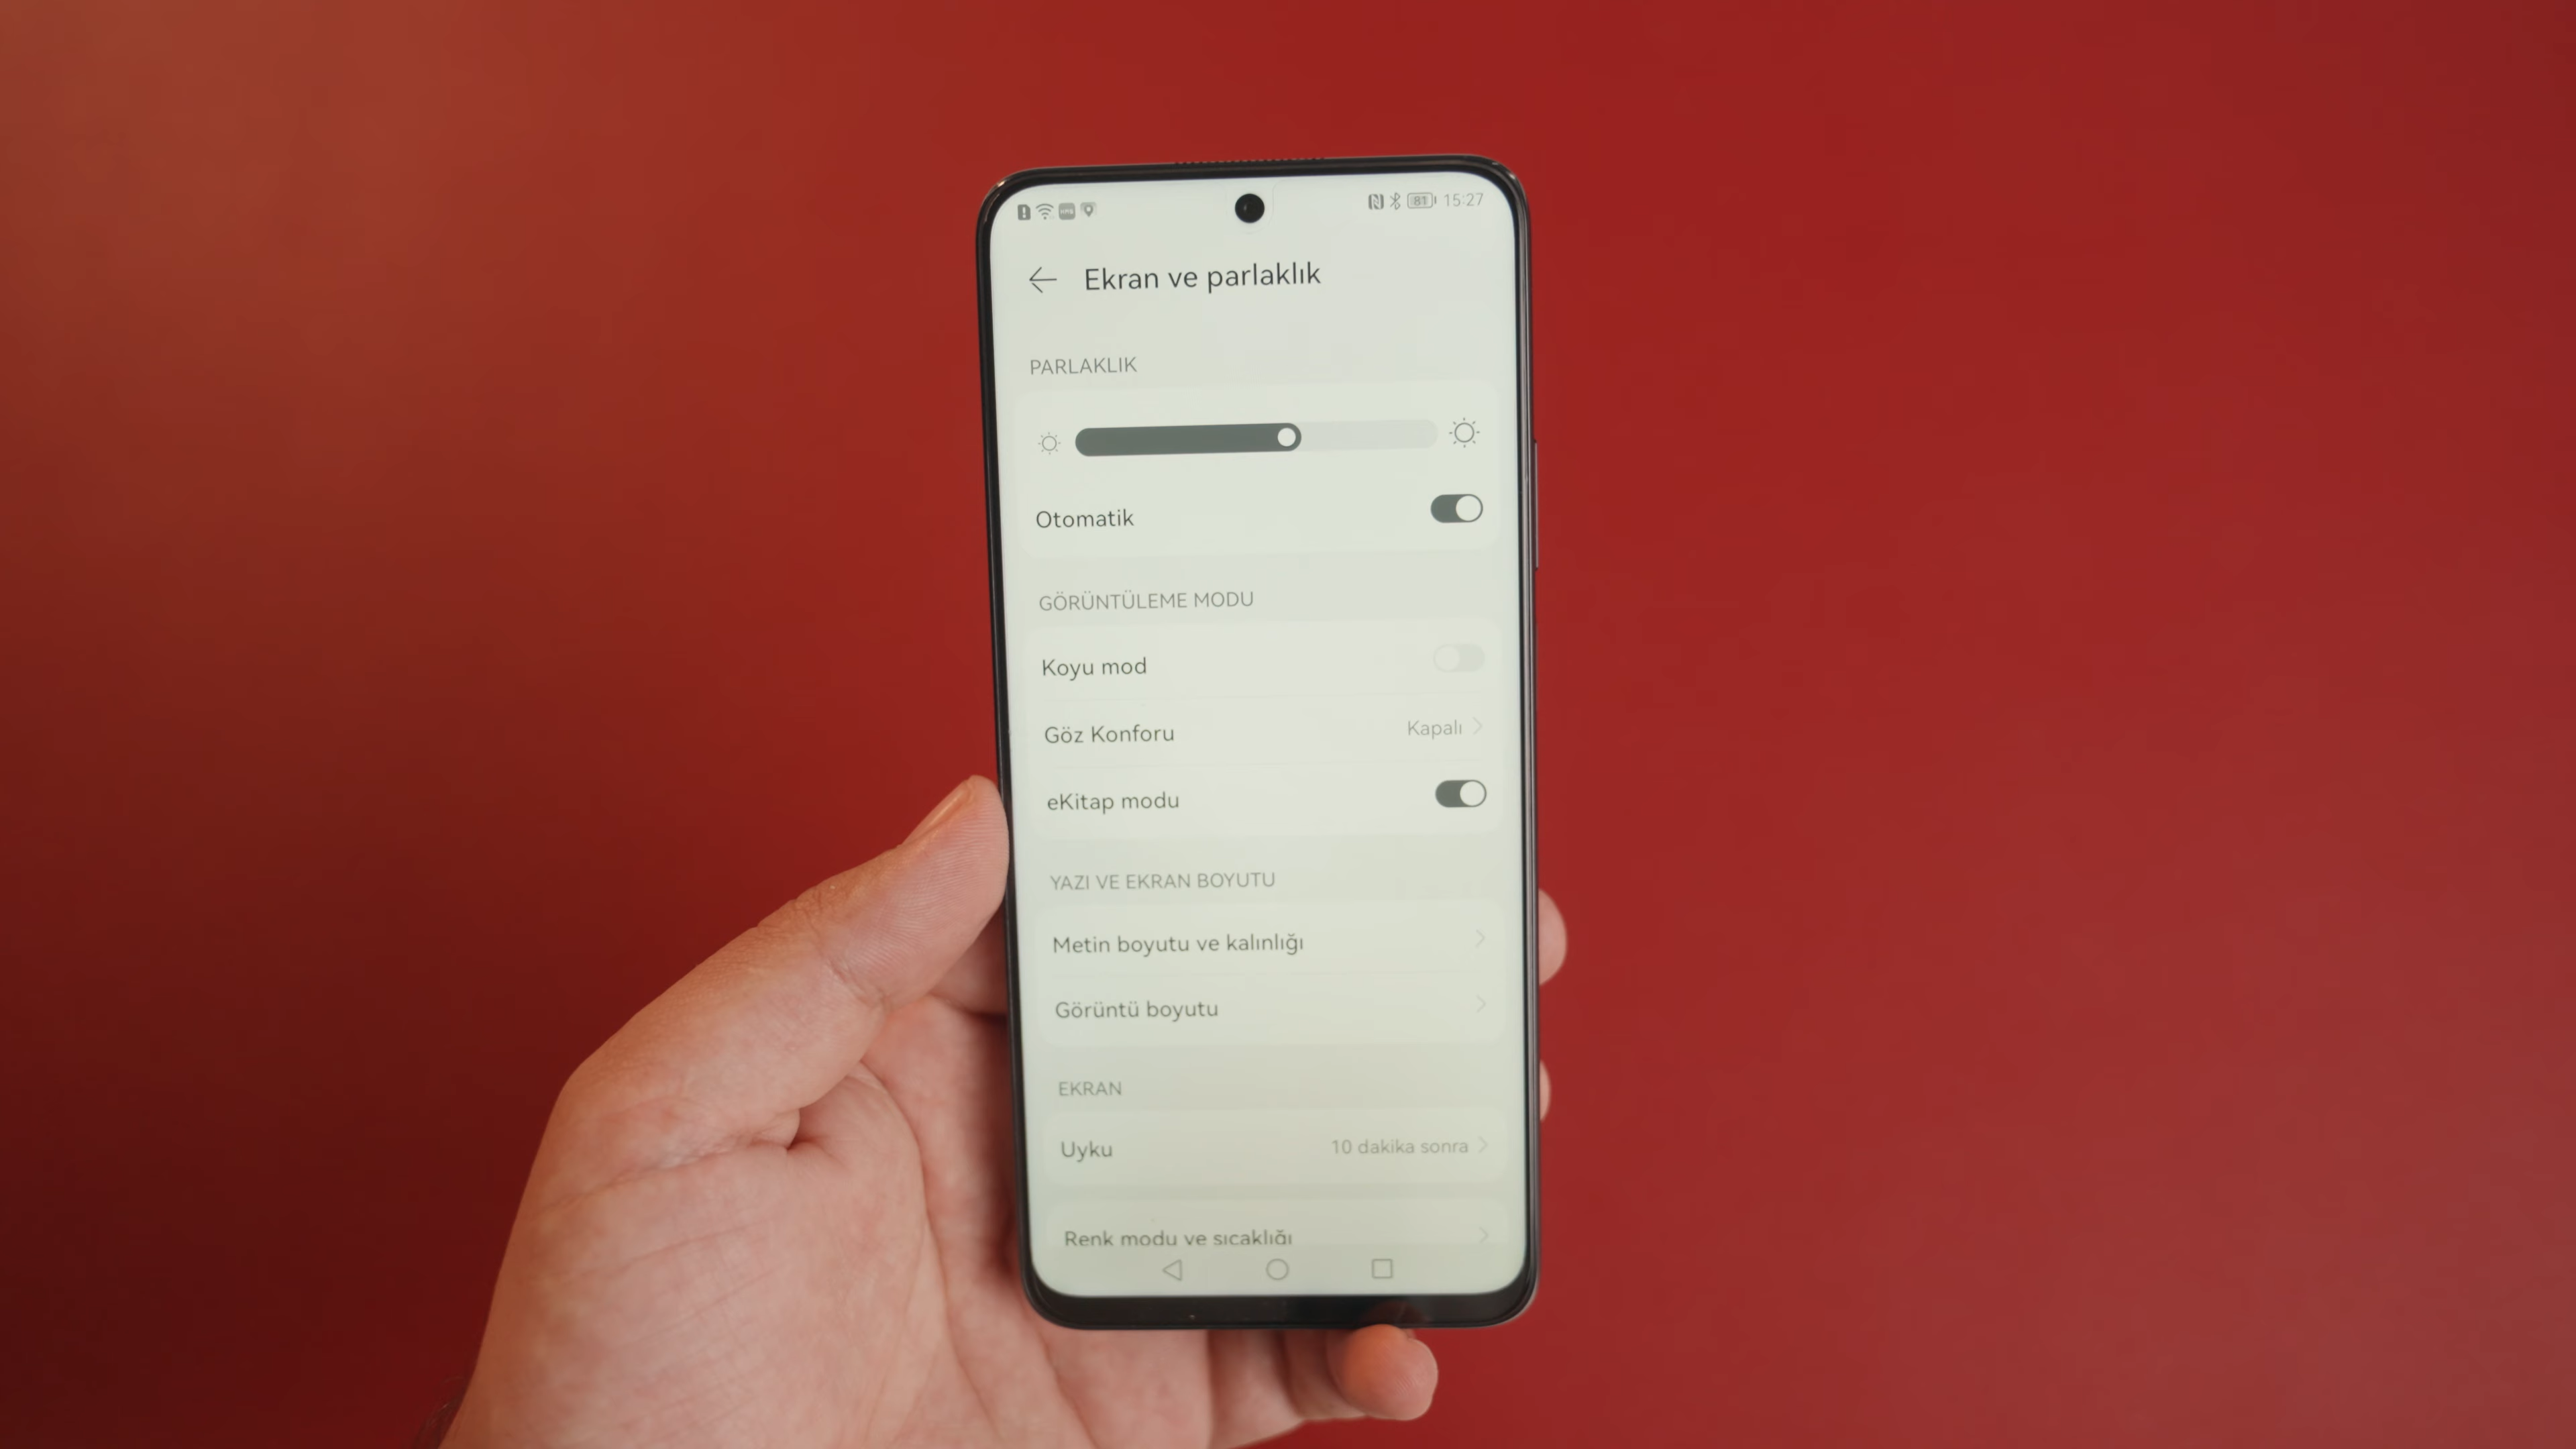 81 15:27
Ekran ve parlaklık
PARLAKLIK
Otomatik
GÖRÜNTÜLEME MODU
Koyu mod
Göz Konforu Kapalı
eKitap modu
YAZI VE EKRAN BOYUTU
Metin boyutu ve kalınlığı
Görüntü boyutu
EKRAN
Uyku 10 dakika sonra
Renk modu ve sıcaklığı